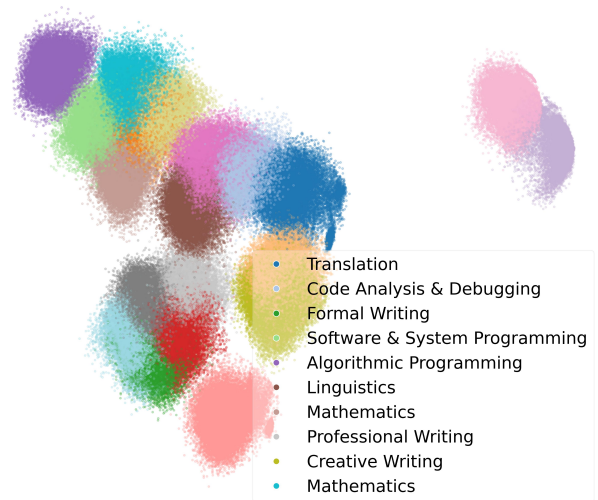 Translation
Code Analysis & Debugging
Formal Writing
Software & System Programming
Algorithmic Programming
Linguistics
Mathematics
Professional Writing
Creative Writing
Mathematics